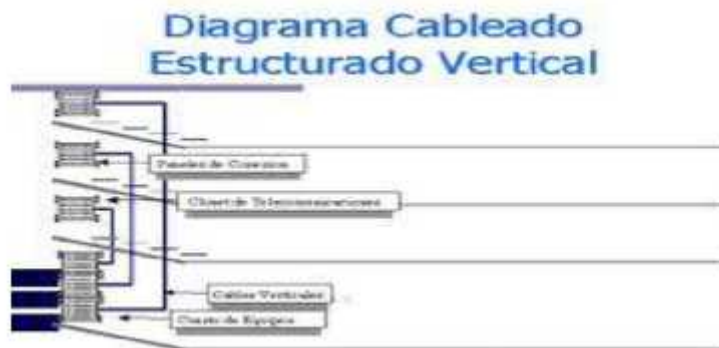 Diagrama Cableado
Estructurado Vertical
Paneles de Conexion
Closet de Telecomunicaciones
Cables Verticales
Cuarto de Equipos